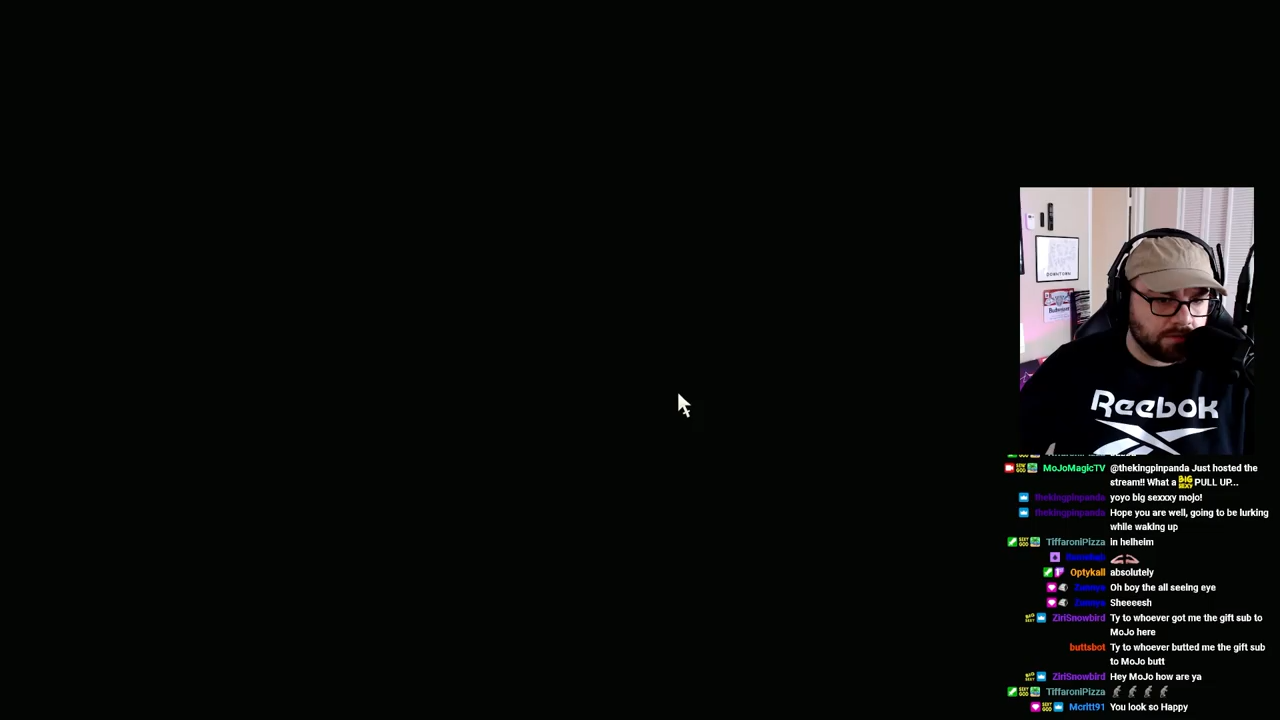 DOWNTOWN
Budweiser
Reebok
MoJoMagicTV @thekingpinpanda Just hosted the
stream!! What a BIG SEXY PULL UP...
thekingpinpanda yoyo big sexxxy mojo!
thekingpinpanda Hope you are well, going to be lurking
while waking up
TiffaroniPizza in helheim
Optykall absolutely
Oh boy the all seeing eye
Sheeeesh
ZiriSnowbird Ty to whoever got me the gift sub to
MoJo here
buttsbot Ty to whoever butted me the gift sub
to MoJo butt
ZiriSnowbird Hey MoJo how are ya
TiffaroniPizza
Mcritt91 You look so Happy